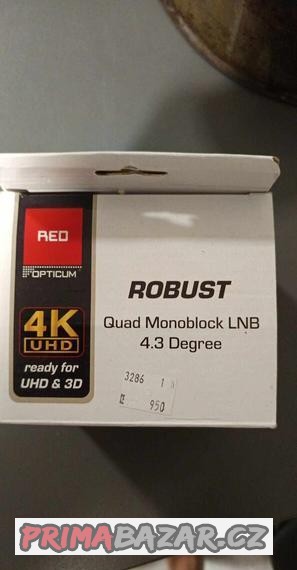 RED
OPTICUM
4K
UHD
ready for
UHD & 3D
ROBUST
Quad Monoblock LNB
4.3 Degree
3286 1
950
PRIMABAZAR.CZ